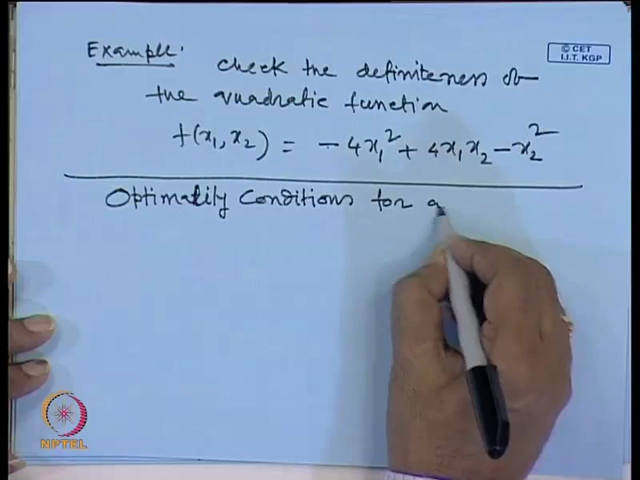 Example:
© CET
I.I.T. KGP
check the definiteness of
the quadratic function
f(x₁, x₂) = -4x₁² + 4x₁x₂ - x₂²
Optimality Conditions for a
NPTEL